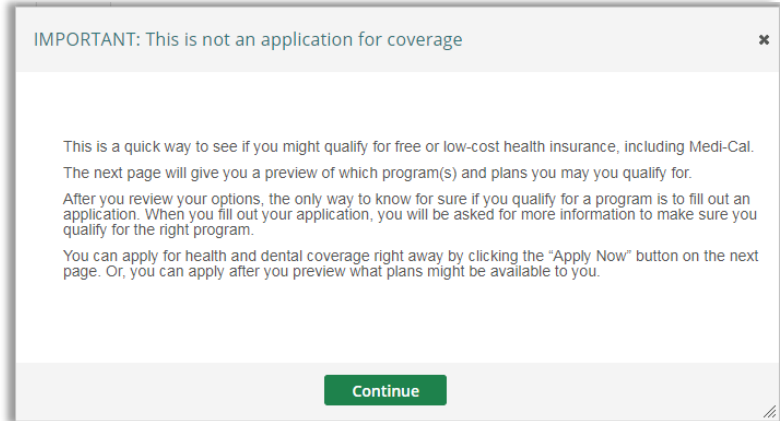 IMPORTANT: This is not an application for coverage
This is a quick way to see if you might qualify for free or low-cost health insurance, including Medi-Cal.
The next page will give you a preview of which program(s) and plans you may you qualify for.
After you review your options, the only way to know for sure if you qualify for a program is to fill out an
application. When you fill out your application, you will be asked for more information to make sure you
qualify for the right program.
You can apply for health and dental coverage right away by clicking the “Apply Now” button on the next
page. Or, you can apply after you preview what plans might be available to you.
Continue